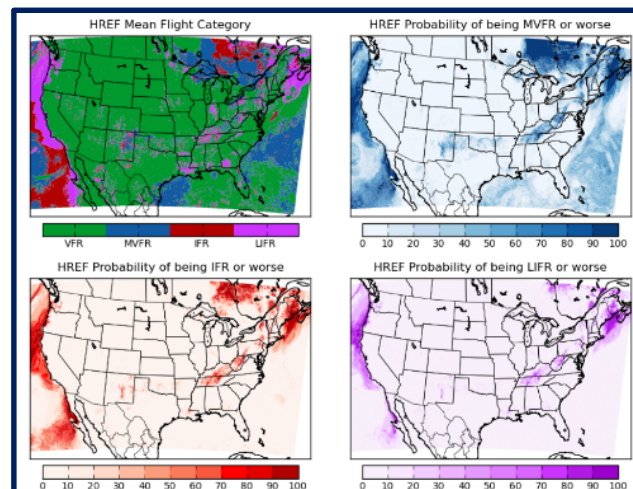 HREF Mean Flight Category
HREF Probability of being MVFR or worse
VFR MVFR IFR LIFR
0 10 20 30 40 50 60 70 80 90 100
HREF Probability of being IFR or worse
HREF Probability of being LIFR or worse
0 10 20 30 40 50 60 70 80 90 100
0 10 20 30 40 50 60 70 80 90 100